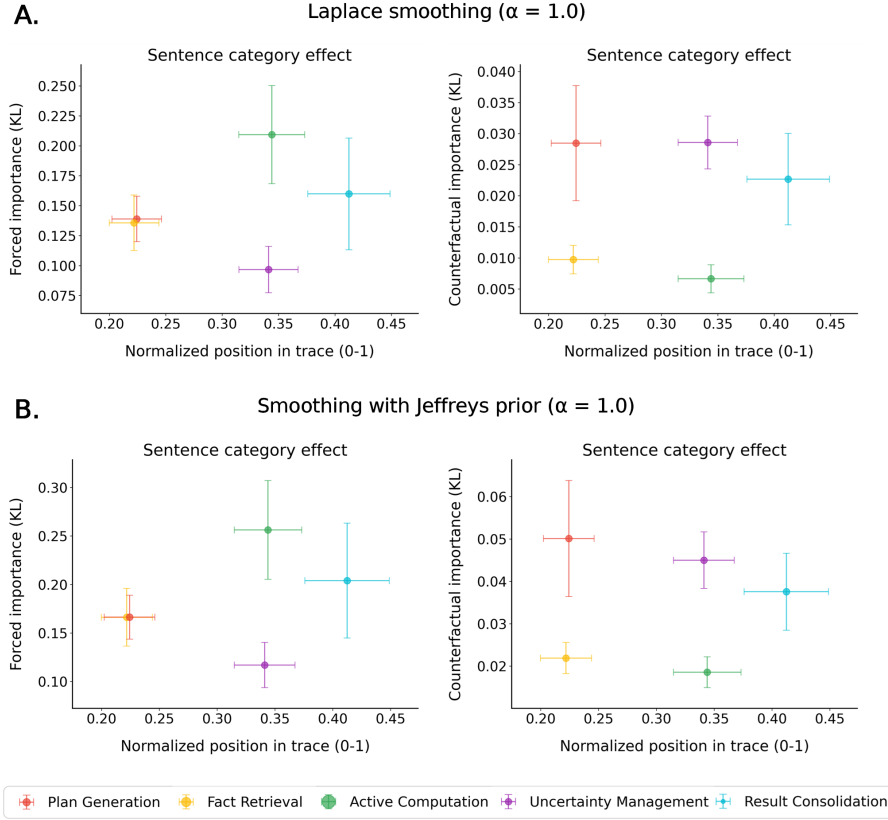 A.
Laplace smoothing (α = 1.0)
Sentence category effect
Forced importance (KL)
0.250
0.225
0.200
0.175
0.150
0.125
0.100
0.075
0.20 0.25 0.30 0.35 0.40 0.45
Normalized position in trace (0-1)
Sentence category effect
Counterfactual importance (KL)
0.040
0.035
0.030
0.025
0.020
0.015
0.010
0.005
0.20 0.25 0.30 0.35 0.40 0.45
Normalized position in trace (0-1)
B.
Smoothing with Jeffreys prior (α = 1.0)
Sentence category effect
Forced importance (KL)
0.30
0.25
0.20
0.15
0.10
0.20 0.25 0.30 0.35 0.40 0.45
Normalized position in trace (0-1)
Sentence category effect
Counterfactual importance (KL)
0.06
0.05
0.04
0.03
0.02
0.20 0.25 0.30 0.35 0.40 0.45
Normalized position in trace (0-1)
Plan Generation Fact Retrieval Active Computation Uncertainty Management Result Consolidation